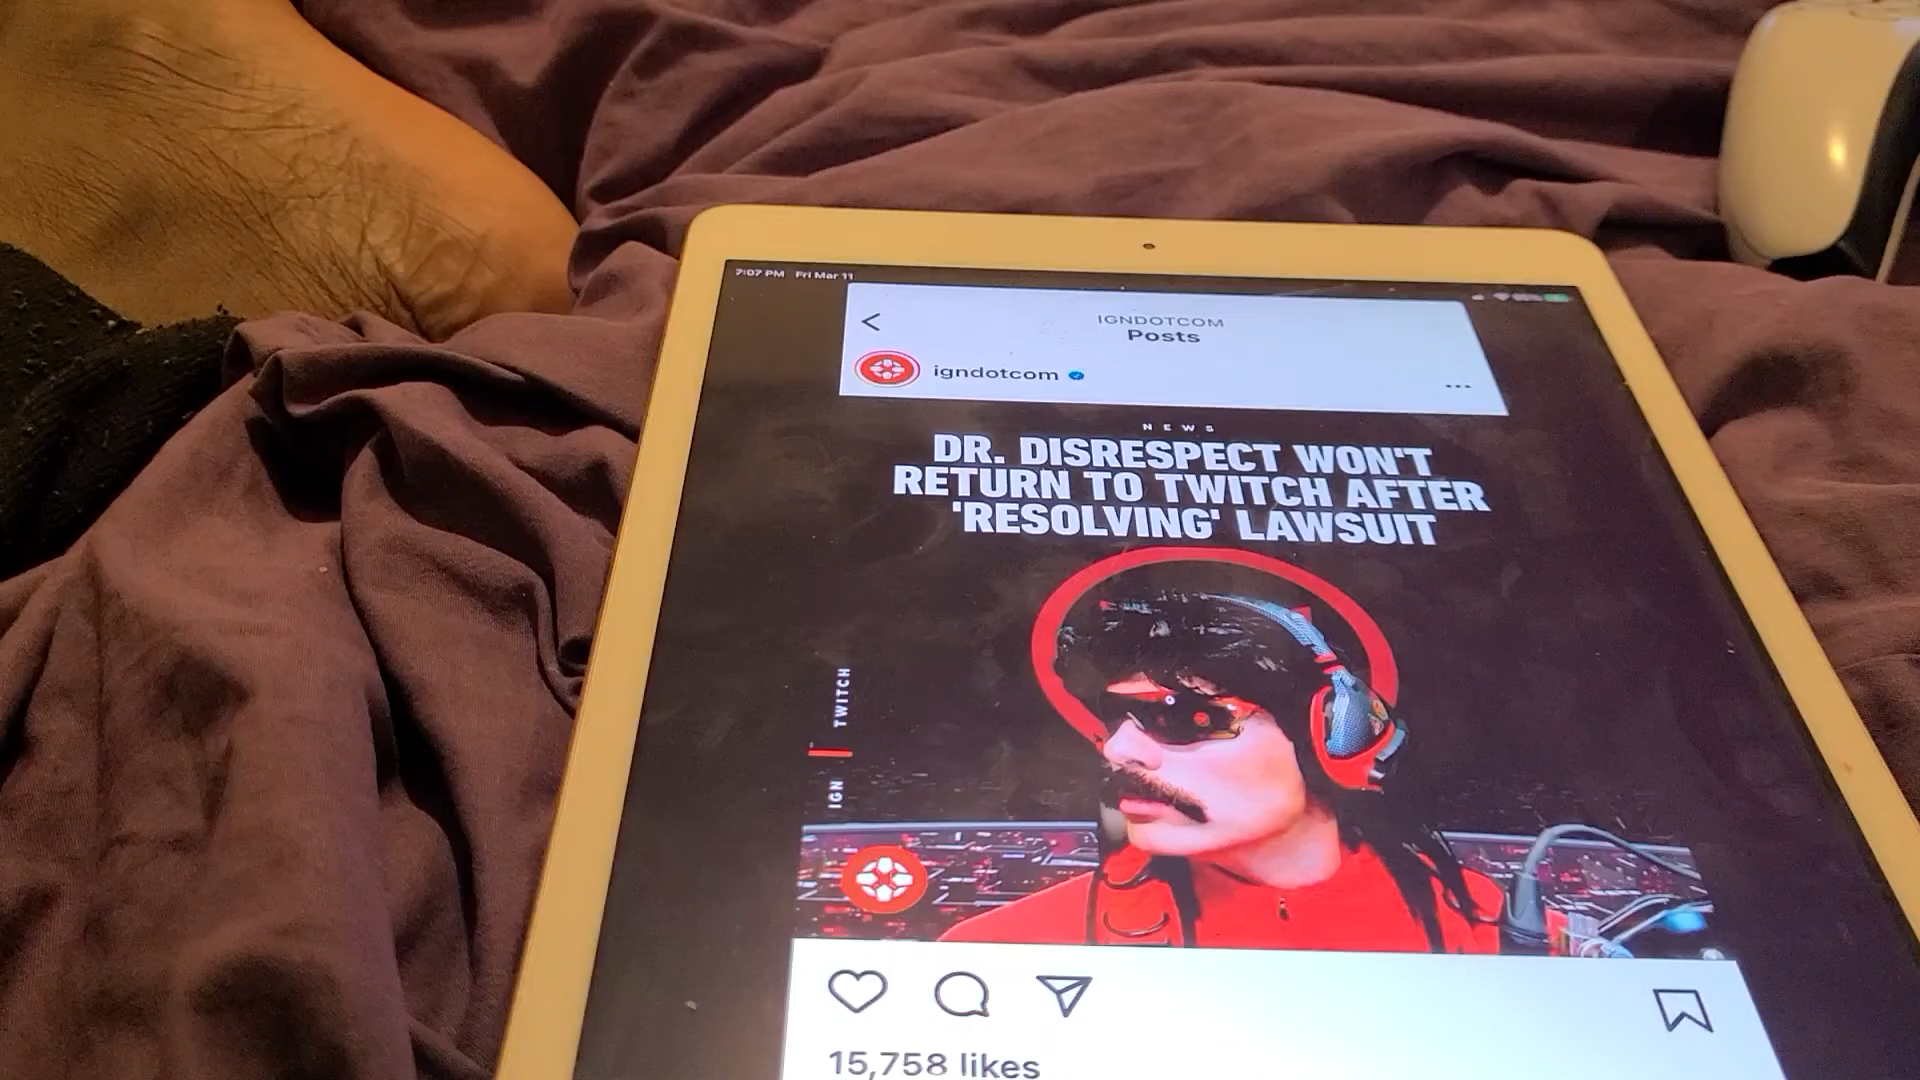 7:07 PM Fri Mar 11
IGNDOTCOM
Posts
igndotcom
NEWS
DR. DISRESPECT WON'T
RETURN TO TWITCH AFTER
'RESOLVING' LAWSUIT
IGN | TWITCH
15,758 likes